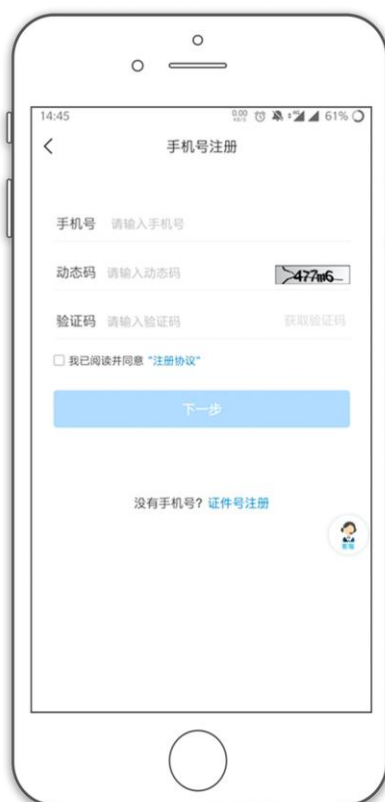 14:45
0.00
KB/S
61%
手机号注册
手机号 请输入手机号
动态码 请输入动态码 477m6
验证码 请输入验证码 获取验证码
我已阅读并同意 "注册协议"
下一步
没有手机号? 证件号注册
客服